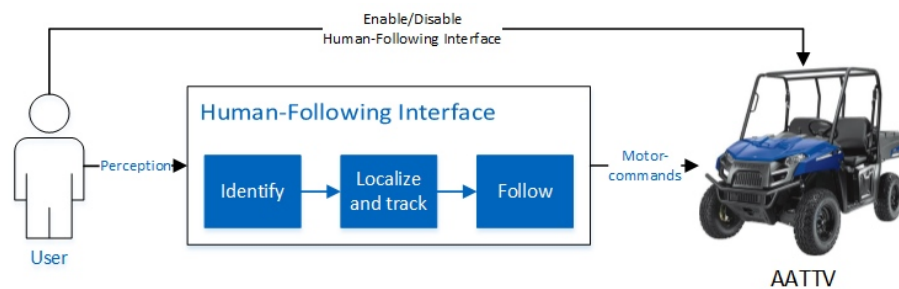 Enable/Disable
Human-Following Interface
Human-Following Interface
Perception
Identify
Localize
and track
Follow
Motor-
commands
User
AATTV